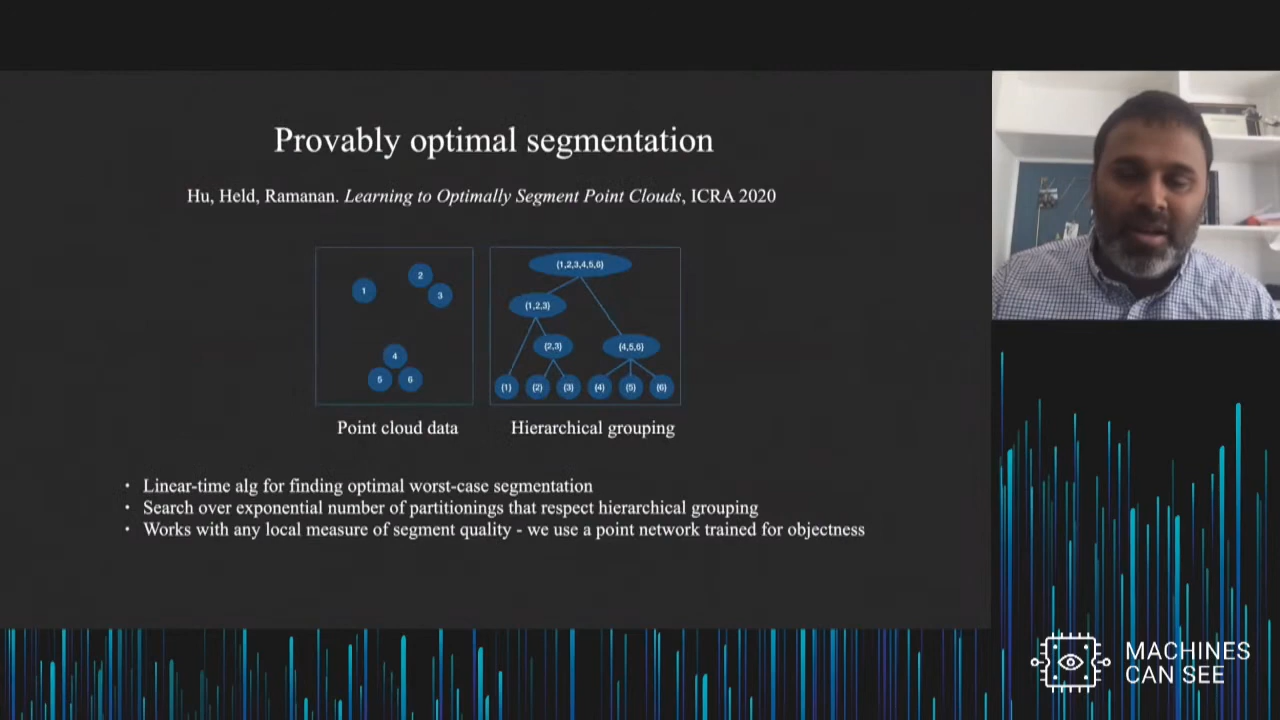 Provably optimal segmentation
Hu, Held, Ramanan. Learning to Optimally Segment Point Clouds, ICRA 2020
1
2
3
4
5
6
{1,2,3,4,5,6}
{1,2,3}
{2,3}
{4,5,6}
{1} {2} {3} {4} {5} {6}
Point cloud data
Hierarchical grouping
• Linear-time alg for finding optimal worst-case segmentation
• Search over exponential number of partitionings that respect hierarchical grouping
• Works with any local measure of segment quality - we use a point network trained for objectness
MACHINES
CAN SEE